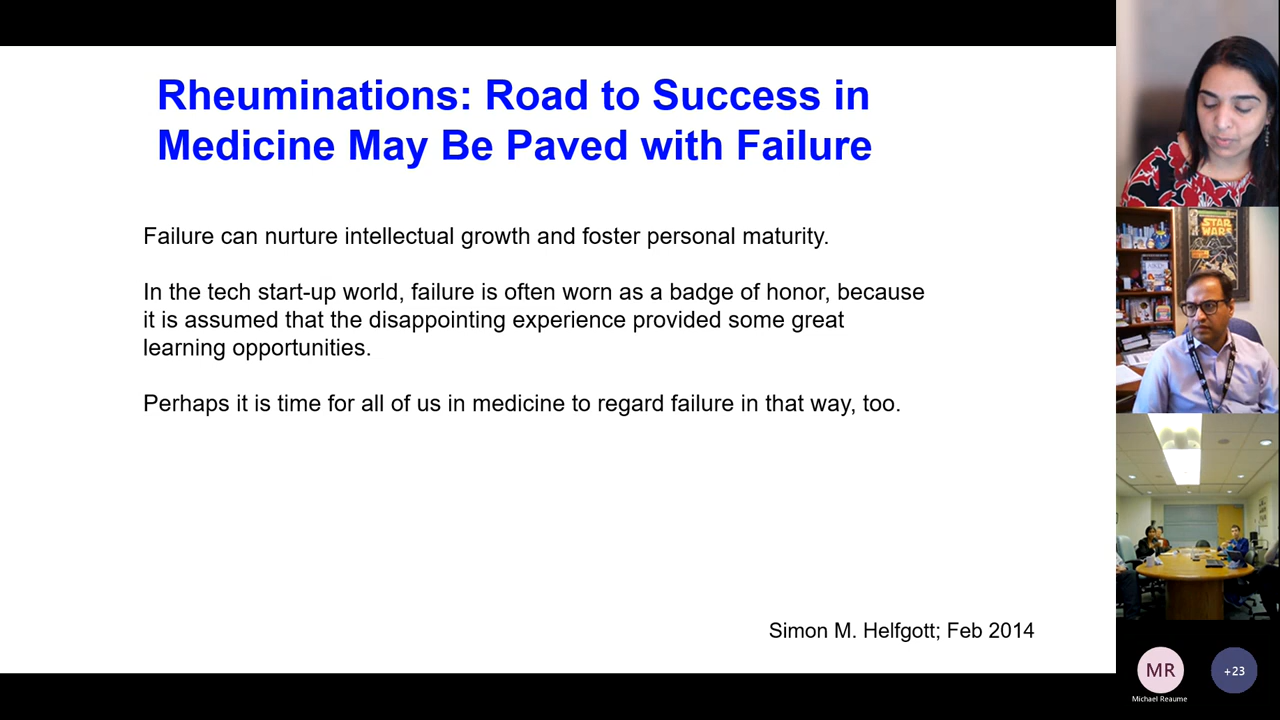 Rheuminations: Road to Success in
Medicine May Be Paved with Failure
Failure can nurture intellectual growth and foster personal maturity.
In the tech start-up world, failure is often worn as a badge of honor, because
it is assumed that the disappointing experience provided some great
learning opportunities.
Perhaps it is time for all of us in medicine to regard failure in that way, too.
Simon M. Helfgott; Feb 2014
STAR
WARS
MR
+23
Michael Reaume